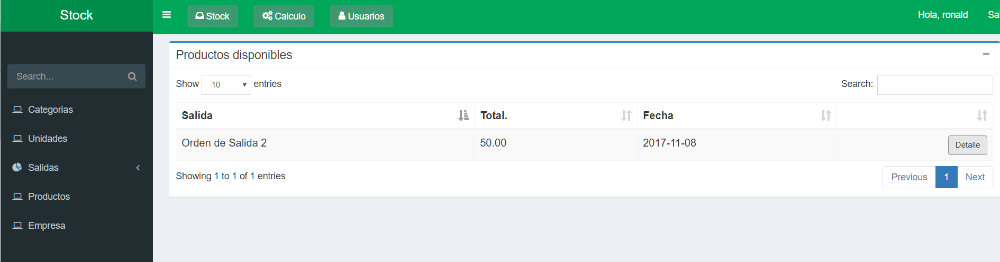 Stock
Stock Calculo Usuarios Hola, ronald Sa
Search...
Categorias
Unidades
Salidas
Productos
Empresa
Productos disponibles
Show 10 entries Search:
Salida Total. Fecha
Orden de Salida 2 50.00 2017-11-08 Detalle
Showing 1 to 1 of 1 entries Previous 1 Next